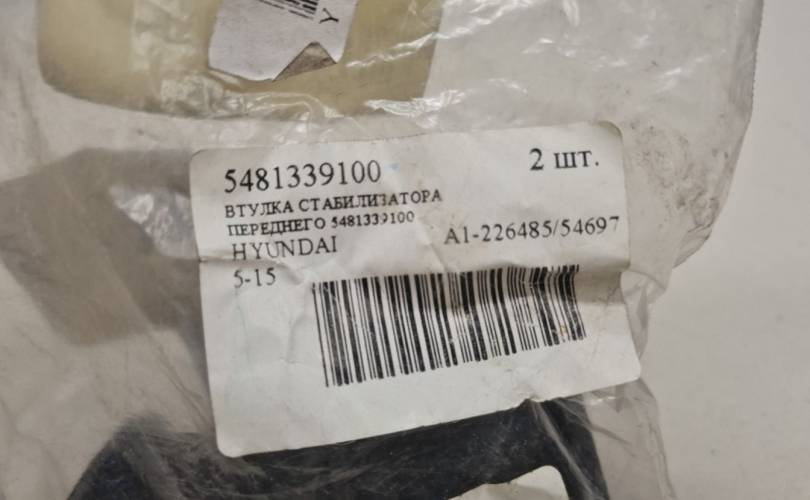 Y
5481339100 2 шт.
ВТУЛКА СТАБИЛИЗАТОРА
ПЕРЕДНЕГО 5481339100
HYUNDAI A1-226485/54697
5-15